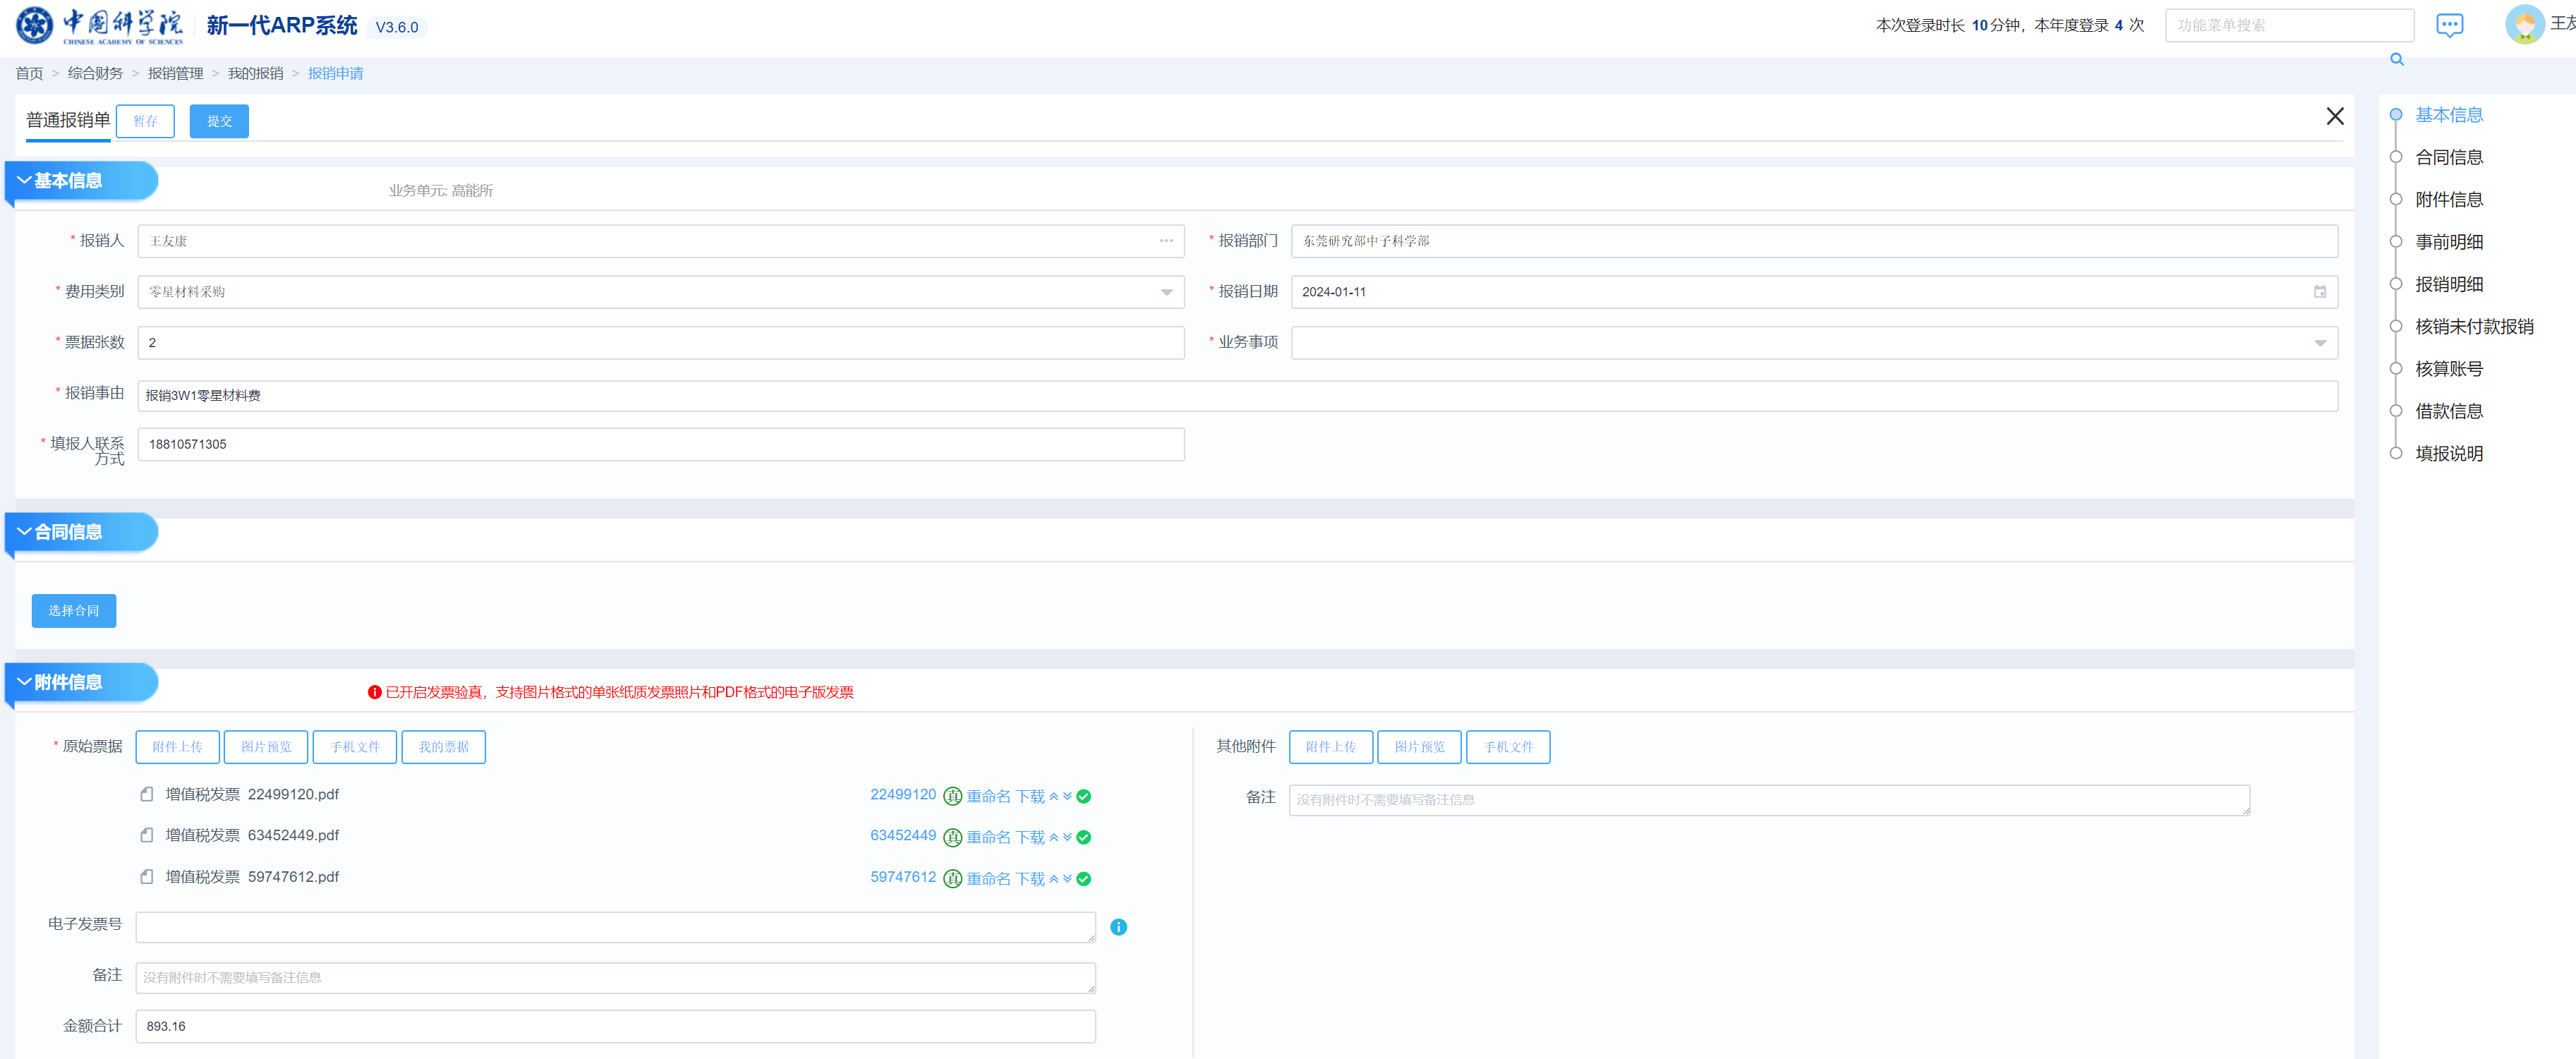 中国科学院 CHINESE ACADEMY OF SCIENCES 新一代ARP系统 V3.6.0 本次登录时长 10分钟，本年度登录 4 次 功能菜单搜索
首页 > 综合财务 > 报销管理 > 我的报销 > 报销申请
普通报销单 暂存 提交
基本信息 业务单元: 高能所
* 报销人 王友康 ··· * 报销部门 东莞研究部中子科学部
* 费用类别 零星材料采购 * 报销日期 2024-01-11
* 票据张数 2 * 业务事项
* 报销事由 报销3W1零星材料费
* 填报人联系方式 18810571305
合同信息
选择合同
附件信息 已开启发票验真，支持图片格式的单张纸质发票照片和PDF格式的电子版发票
* 原始票据 附件上传 图片预览 手机文件 我的票据
增值税发票 22499120.pdf 22499120 真 重命名 下载
增值税发票 63452449.pdf 63452449 真 重命名 下载
增值税发票 59747612.pdf 59747612 真 重命名 下载
电子发票号
备注 没有附件时不需要填写备注信息
金额合计 893.16
其他附件 附件上传 图片预览 手机文件
备注 没有附件时不需要填写备注信息
基本信息
合同信息
附件信息
事前明细
报销明细
核销未付款报销
核算账号
借款信息
填报说明